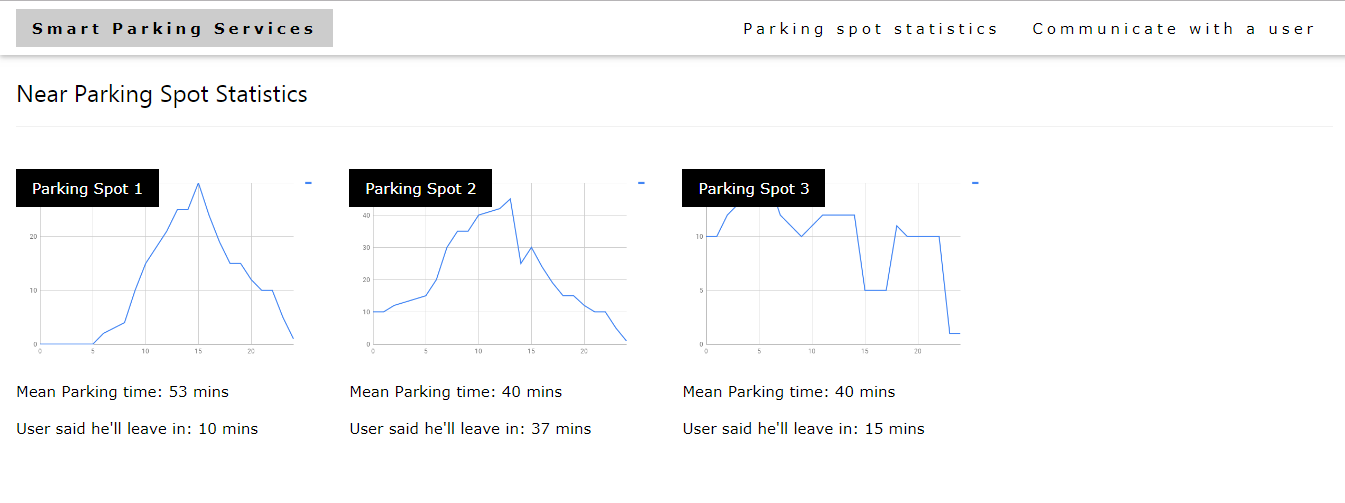 Smart Parking Services
Parking spot statistics
Communicate with a user
Near Parking Spot Statistics
Parking Spot 1
20
10
0
0 5 10 15 20
Mean Parking time: 53 mins
User said he'll leave in: 10 mins
Parking Spot 2
40
30
20
10
0
0 5 10 15 20
Mean Parking time: 40 mins
User said he'll leave in: 37 mins
Parking Spot 3
10
5
0
0 5 10 15 20
Mean Parking time: 40 mins
User said he'll leave in: 15 mins